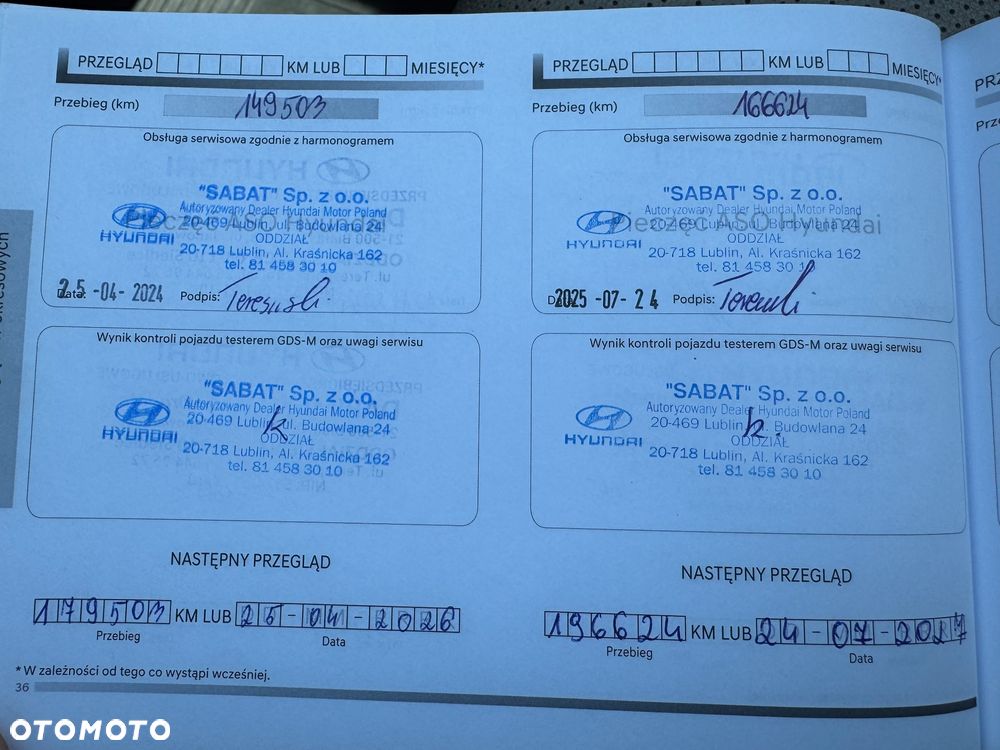 PRZEGLĄD KM LUB MIESIĘCY*
Przebieg (km) 149503
Obsługa serwisowa zgodnie z harmonogramem
"SABAT" Sp. z o.o.
Autoryzowany Dealer Hyundai Motor Poland
20-469 Lublin, ul. Budowlana 24
ODDZIAŁ
HYUNDAI
20-718 Lublin, Al. Kraśnicka 162
tel. 81 458 30 10
Data: 25-04-2024 Podpis:
Wynik kontroli pojazdu testerem GDS-M oraz uwagi serwisu
"SABAT" Sp. z o.o.
Autoryzowany Dealer Hyundai Motor Poland
20-469 Lublin, ul. Budowlana 24
ODDZIAŁ
HYUNDAI
20-718 Lublin, Al. Kraśnicka 162
tel. 81 458 30 10
NASTĘPNY PRZEGLĄD
179503 KM LUB 25-04-2026
Przebieg Data
* W zależności od tego co wystąpi wcześniej.
36
PRZEGLĄD KM LUB MIESIĘCY*
Przebieg (km) 166624
Obsługa serwisowa zgodnie z harmonogramem
"SABAT" Sp. z o.o.
Autoryzowany Dealer Hyundai Motor Poland
20-469 Lublin, ul. Budowlana 24
Pieczęć ASO Hyundai
ODDZIAŁ
HYUNDAI
20-718 Lublin, Al. Kraśnicka 162
tel. 81 458 30 10
2025-07-24 Podpis:
Wynik kontroli pojazdu testerem GDS-M oraz uwagi serwisu
"SABAT" Sp. z o.o.
Autoryzowany Dealer Hyundai Motor Poland
20-469 Lublin, ul. Budowlana 24
ODDZIAŁ
HYUNDAI
20-718 Lublin, Al. Kraśnicka 162
tel. 81 458 30 10
NASTĘPNY PRZEGLĄD
196624 KM LUB 24-07-2027
Przebieg Data
OTOMOTO